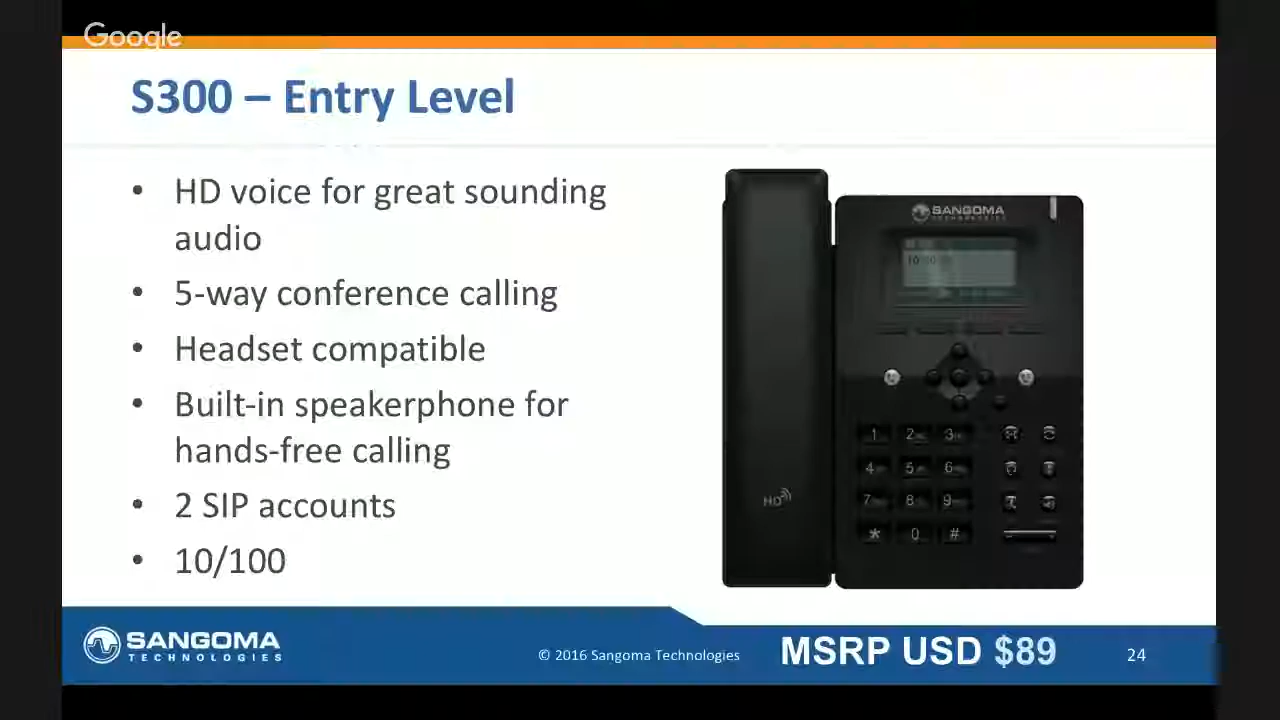 Google
S300 – Entry Level
• HD voice for great sounding
audio
• 5-way conference calling
• Headset compatible
• Built-in speakerphone for
hands-free calling
• 2 SIP accounts
• 10/100
SANGOMA
TECHNOLOGIES
HD
1 2 3
4 5 6
7 8 9
* 0 #
SANGOMA
TECHNOLOGIES
© 2016 Sangoma Technologies
MSRP USD $89
24